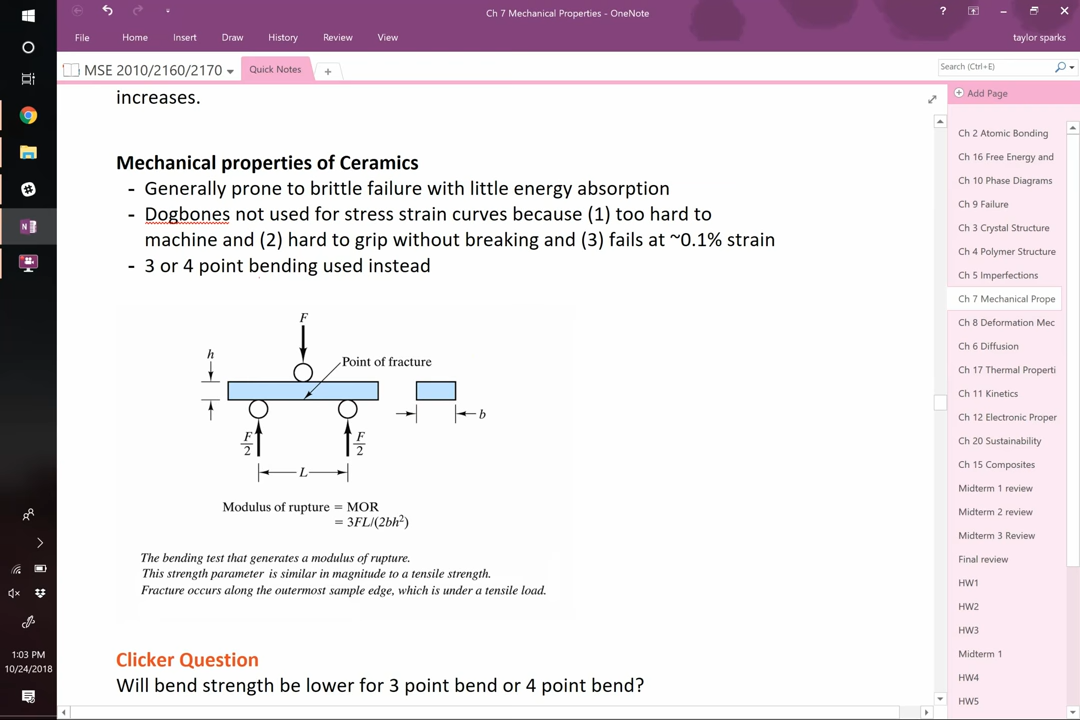 Ch 7 Mechanical Properties - OneNote
?
File Home Insert Draw History Review View
taylor sparks
MSE 2010/2160/2170
Quick Notes
+
Search (Ctrl+E)
Add Page
increases.
Mechanical properties of Ceramics
- Generally prone to brittle failure with little energy absorption
- Dogbones not used for stress strain curves because (1) too hard to
machine and (2) hard to grip without breaking and (3) fails at ~0.1% strain
- 3 or 4 point bending used instead
F
h
Point of fracture
b
F/2
F/2
L
Modulus of rupture = MOR
= 3FL/(2bh²)
The bending test that generates a modulus of rupture.
This strength parameter is similar in magnitude to a tensile strength.
Fracture occurs along the outermost sample edge, which is under a tensile load.
Clicker Question
Will bend strength be lower for 3 point bend or 4 point bend?
Ch 2 Atomic Bonding
Ch 16 Free Energy and
Ch 10 Phase Diagrams
Ch 9 Failure
Ch 3 Crystal Structure
Ch 4 Polymer Structure
Ch 5 Imperfections
Ch 7 Mechanical Prope
Ch 8 Deformation Mec
Ch 6 Diffusion
Ch 17 Thermal Properti
Ch 11 Kinetics
Ch 12 Electronic Proper
Ch 20 Sustainability
Ch 15 Composites
Midterm 1 review
Midterm 2 review
Midterm 3 Review
Final review
HW1
HW2
HW3
Midterm 1
HW4
HW5
N
1:03 PM
10/24/2018